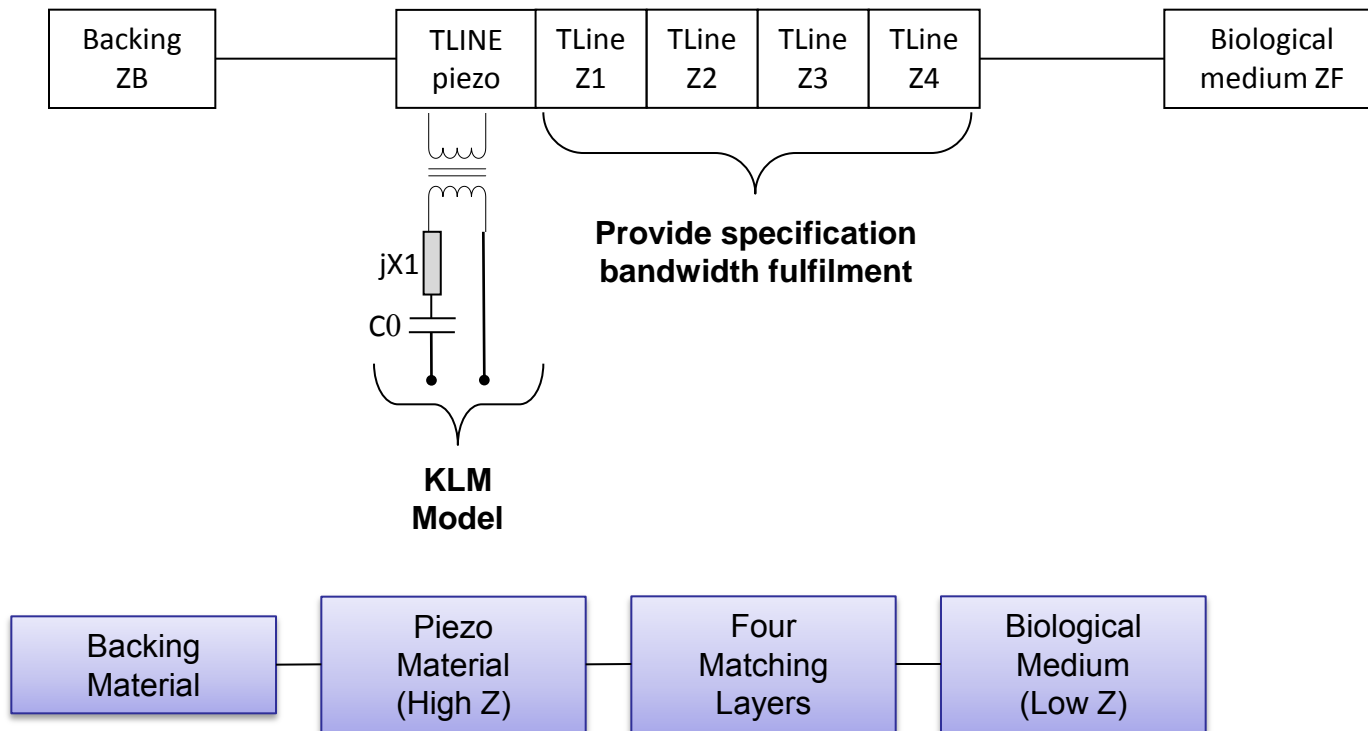 Backing
ZB
TLINE
piezo
TLine
Z1
TLine
Z2
TLine
Z3
TLine
Z4
Biological
medium ZF
jX1
C0
Provide specification
bandwidth fulfilment
KLM
Model
Backing
Material
Piezo
Material
(High Z)
Four
Matching
Layers
Biological
Medium
(Low Z)